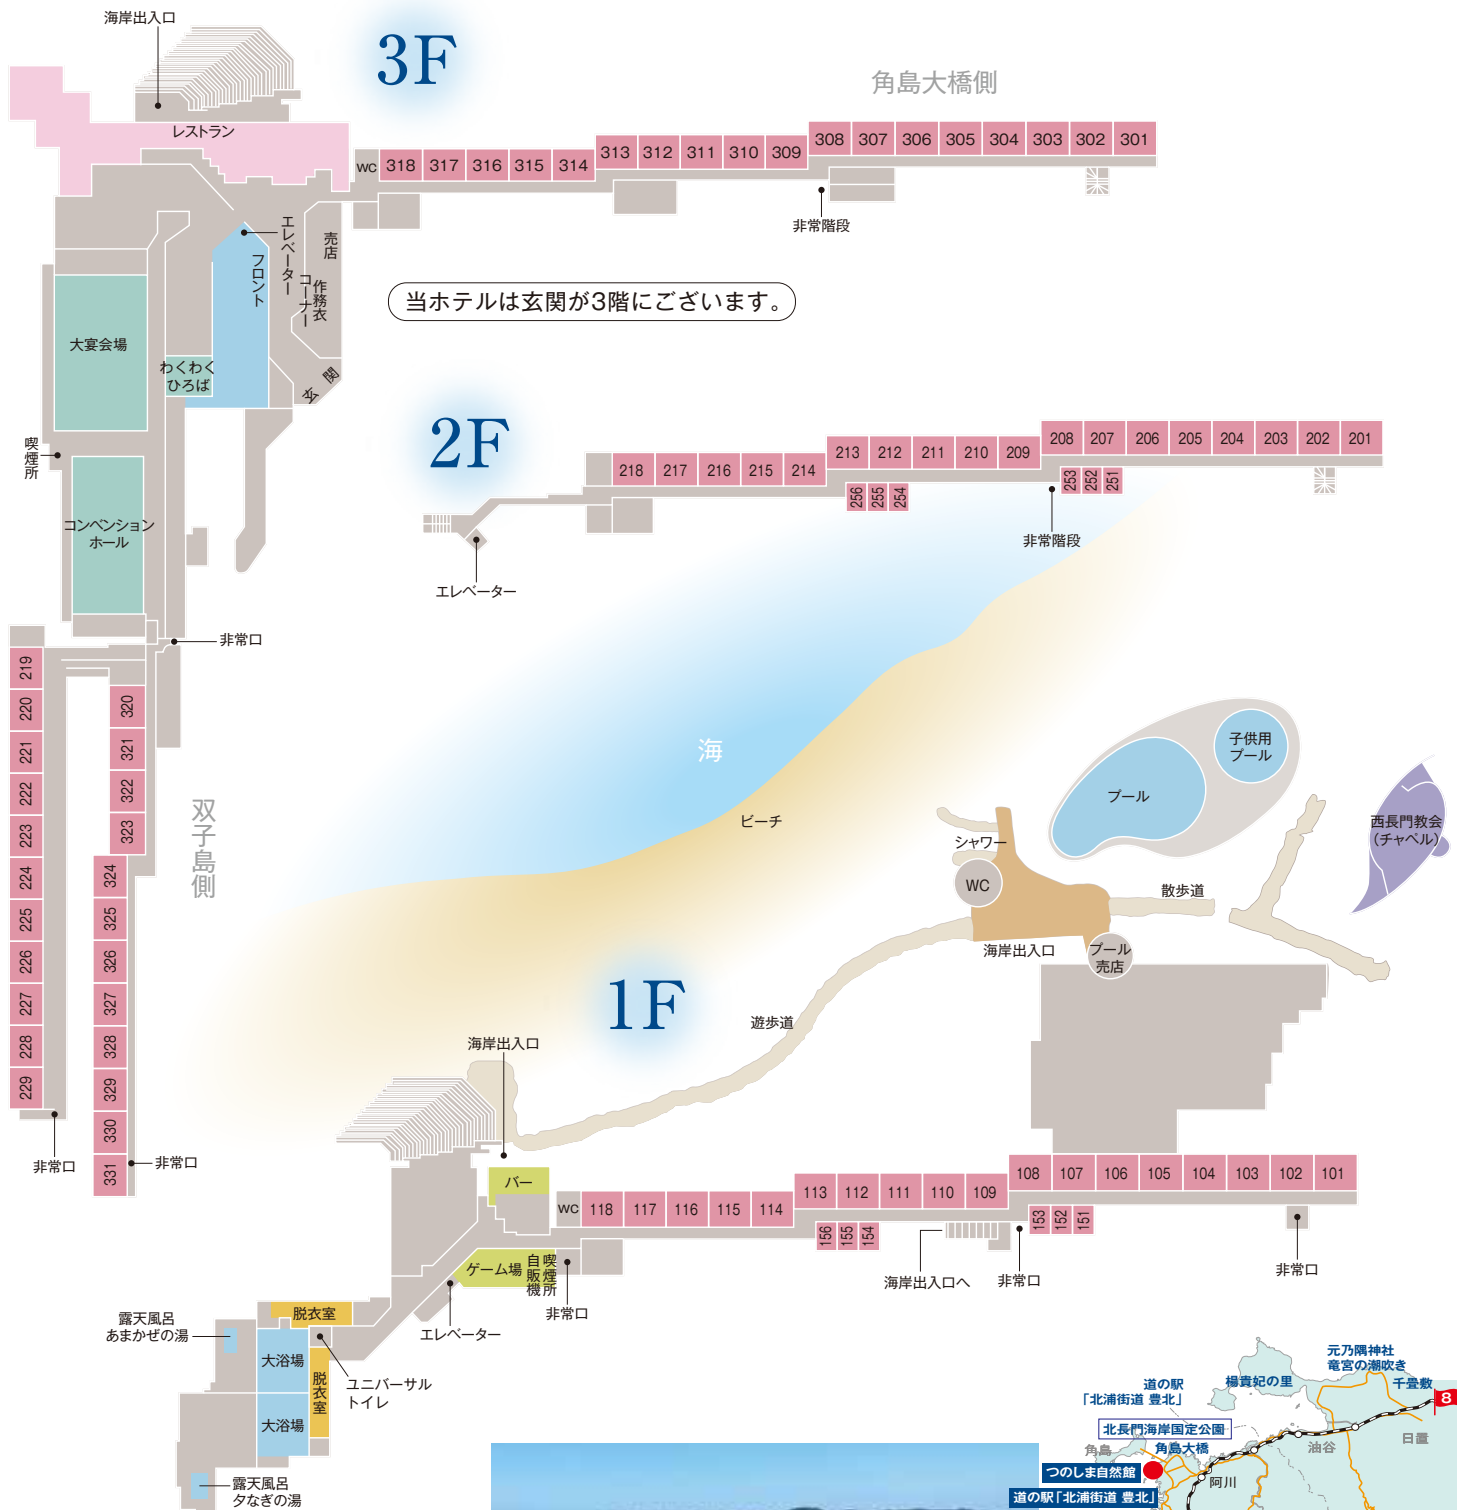 海岸出入口
3F
角島大橋側
レストラン
WC
318
317
316
315
314
313
312
311
310
309
308
307
306
305
304
303
302
301
非常階段
エレベーター
フロント
売店
作務衣
コーナー
玄関
当ホテルは玄関が3階にございます。
大宴会場
わくわく
ひろば
喫煙所
コンベンション
ホール
非常口
2F
218
217
216
215
214
213
212
211
210
209
208
207
206
205
204
203
202
201
256
255
254
253
252
251
非常階段
エレベーター
219
220
221
222
223
224
225
226
227
228
229
非常口
320
321
322
323
324
325
326
327
328
329
330
331
非常口
双子島側
海
ビーチ
子供用
プール
プール
西長門教会
(チャペル)
シャワー
WC
散歩道
海岸出入口
プール
売店
遊歩道
1F
海岸出入口
バー
WC
118
117
116
115
114
113
112
111
110
109
108
107
106
105
104
103
102
101
156
155
154
153
152
151
海岸出入口へ
非常口
非常口
ゲーム場
自販機
喫煙所
非常口
エレベーター
脱衣室
露天風呂
あまかぜの湯
大浴場
脱衣室
ユニバーサル
トイレ
大浴場
露天風呂
夕なぎの湯
元乃隅神社
竜宮の潮吹き
楊貴妃の里
千畳敷
8
道の駅
「北浦街道 豊北」
北長門海岸国定公園
角島
角島大橋
油谷
日置
つのしま自然館
阿川
道の駅「北浦街道 豊北」